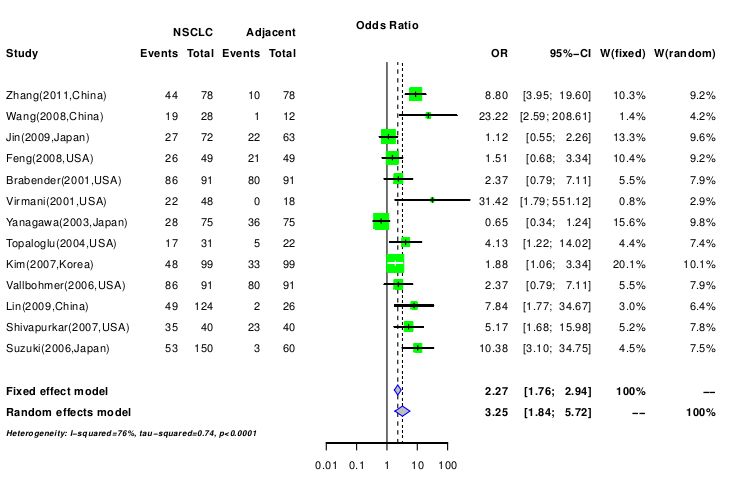 Odds Ratio
NSCLC Adjacent
Study Events Total Events Total OR 95%−CI W(fixed) W(random)
Zhang(2011,China) 44 78 10 78 8.80 [3.95; 19.60] 10.3% 9.2%
Wang(2008,China) 19 28 1 12 23.22 [2.59; 208.61] 1.4% 4.2%
Jin(2009,Japan) 27 72 22 63 1.12 [0.55; 2.26] 13.3% 9.6%
Feng(2008,USA) 26 49 21 49 1.51 [0.68; 3.34] 10.4% 9.2%
Brabender(2001,USA) 86 91 80 91 2.37 [0.79; 7.11] 5.5% 7.9%
Virmani(2001,USA) 22 48 0 18 31.42 [1.79; 551.12] 0.8% 2.9%
Yanagawa(2003,Japan) 28 75 36 75 0.65 [0.34; 1.24] 15.6% 9.8%
Topaloglu(2004,USA) 17 31 5 22 4.13 [1.22; 14.02] 4.4% 7.4%
Kim(2007,Korea) 48 99 33 99 1.88 [1.06; 3.34] 20.1% 10.1%
Vallbohmer(2006,USA) 86 91 80 91 2.37 [0.79; 7.11] 5.5% 7.9%
Lin(2009,China) 49 124 2 26 7.84 [1.77; 34.67] 3.0% 6.4%
Shivapurkar(2007,USA) 35 40 23 40 5.17 [1.68; 15.98] 5.2% 7.8%
Suzuki(2006,Japan) 53 150 3 60 10.38 [3.10; 34.75] 4.5% 7.5%
Fixed effect model 2.27 [1.76; 2.94] 100% −−
Random effects model 3.25 [1.84; 5.72] −− 100%
Heterogeneity: I−squared=76%, tau−squared=0.74, p<0.0001
0.01 0.1 1 10 100